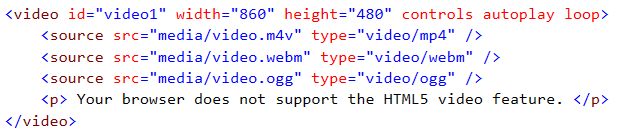 <video id="video1" width="860" height="480" controls autoplay loop>
    <source src="media/video.m4v" type="video/mp4" />
    <source src="media/video.webm" type="video/webm" />
    <source src="media/video.ogg" type="video/ogg" />
    <p> Your browser does not support the HTML5 video feature. </p>
</video>